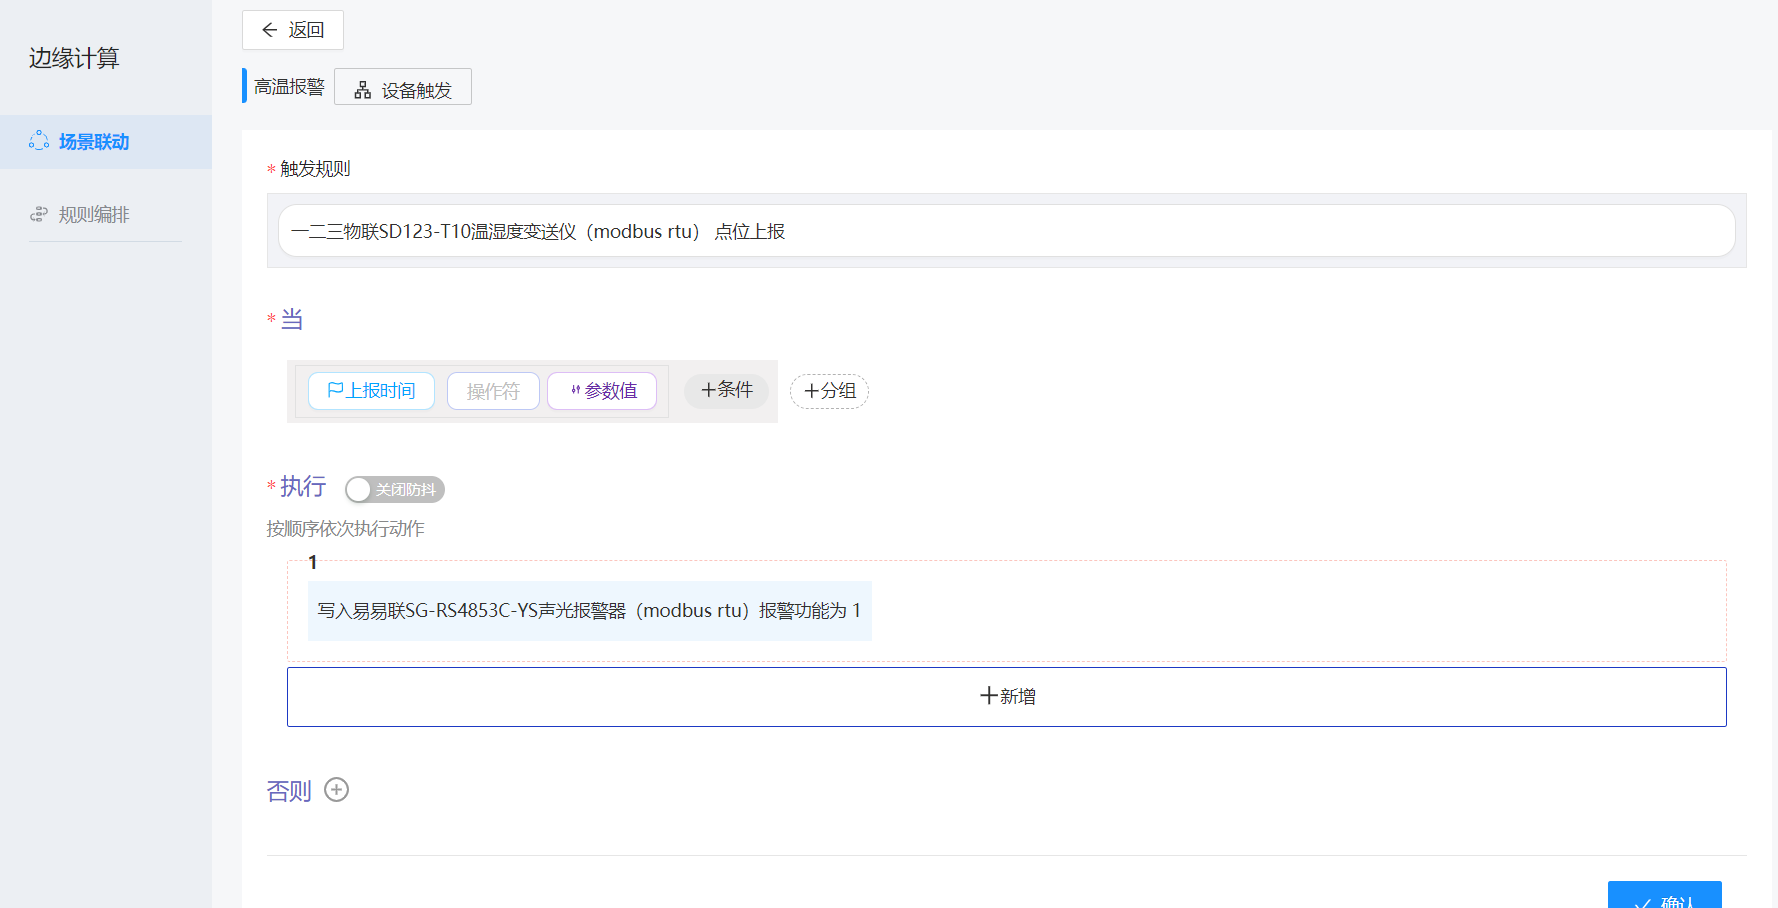 边缘计算
场景联动
规则编排
返回
高温报警
设备触发
*触发规则
一二三物联SD123-T10温湿度变送仪（modbus rtu） 点位上报
*当
上报时间
操作符
参数值
+条件
+分组
*执行
关闭防抖
按顺序依次执行动作
1
写入易易联SG-RS4853C-YS声光报警器（modbus rtu）报警功能为 1
+新增
否则
确认